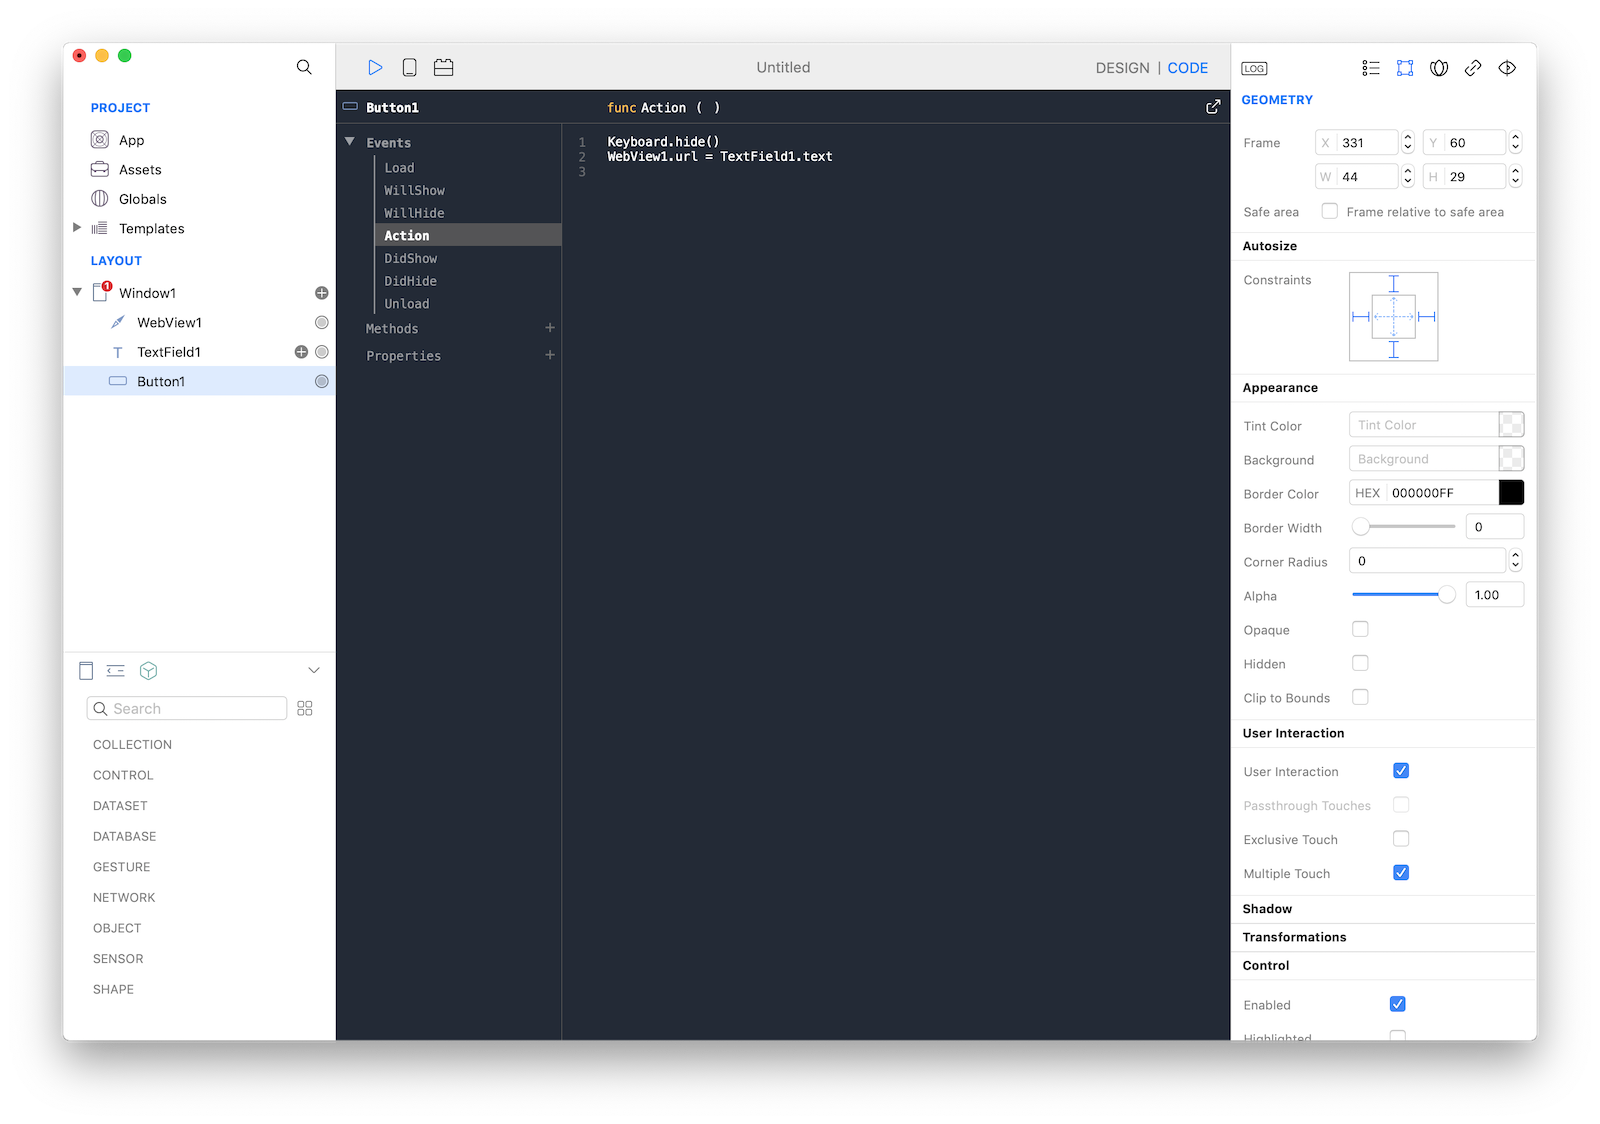 PROJECT
App
Assets
Globals
Templates
LAYOUT
1
Window1
WebView1
T TextField1
Button1
Search
COLLECTION
CONTROL
DATASET
DATABASE
GESTURE
NETWORK
OBJECT
SENSOR
SHAPE
Untitled
DESIGN | CODE
Button1
func Action ( )
Events
Load
WillShow
WillHide
Action
DidShow
DidHide
Unload
Methods +
Properties +
1 Keyboard.hide()
2 WebView1.url = TextField1.text
3
LOG
GEOMETRY
Frame X 331 Y 60
W 44 H 29
Safe area Frame relative to safe area
Autosize
Constraints
Appearance
Tint Color Tint Color
Background Background
Border Color HEX 000000FF
Border Width 0
Corner Radius 0
Alpha 1.00
Opaque
Hidden
Clip to Bounds
User Interaction
User Interaction
Passthrough Touches
Exclusive Touch
Multiple Touch
Shadow
Transformations
Control
Enabled
Highlighted